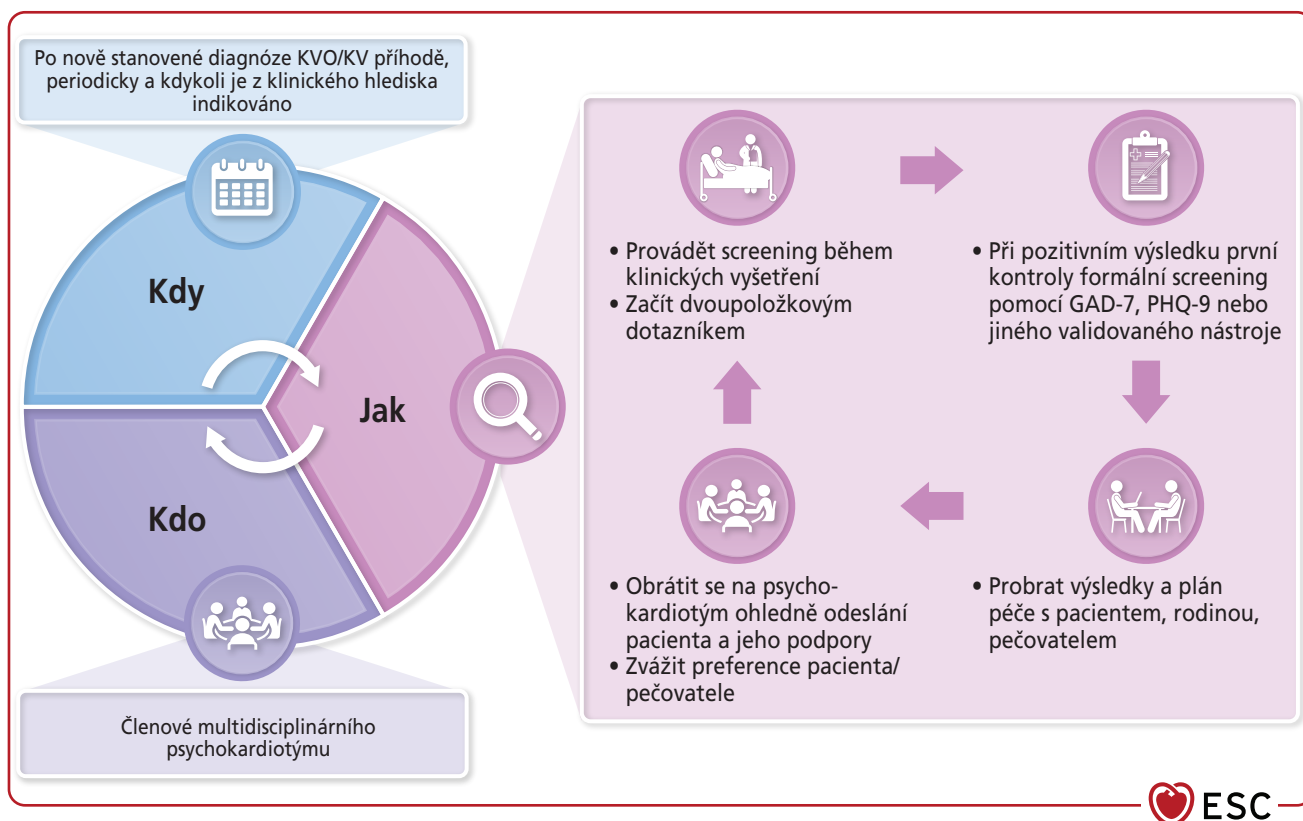 Po nově stanovené diagnóze KVO/KV příhodě,
periodicky a kdykoli je z klinického hlediska
indikováno
Kdy
Jak
Kdo
Členové multidisciplinárního
psychokardiotýmu
• Provádět screening během
klinických vyšetření
• Začít dvoupoložkovým
dotazníkem
• Při pozitivním výsledku první
kontroly formální screening
pomocí GAD-7, PHQ-9 nebo
jiného validovaného nástroje
• Obrátit se na psycho-
kardiotým ohledně odeslání
pacienta a jeho podpory
• Zvážit preference pacienta/
pečovatele
• Probrat výsledky a plán
péče s pacientem, rodinou,
pečovatelem
ESC